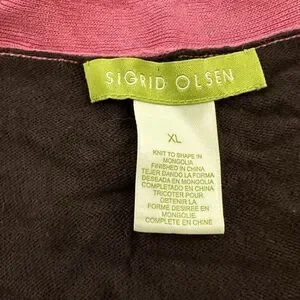 SIGRID OLSEN
XL
KNIT TO SHAPE IN
MONGOLIA
FINISHED IN CHINA
TEJER DANDO LA FORMA
DESEADA EN MONGOLIA
COMPLETADO EN CHINA
TRICOTER POUR
OBTENIR LA
FORME DESIREE EN
MONGOLIE
COMPLETE EN CHINE